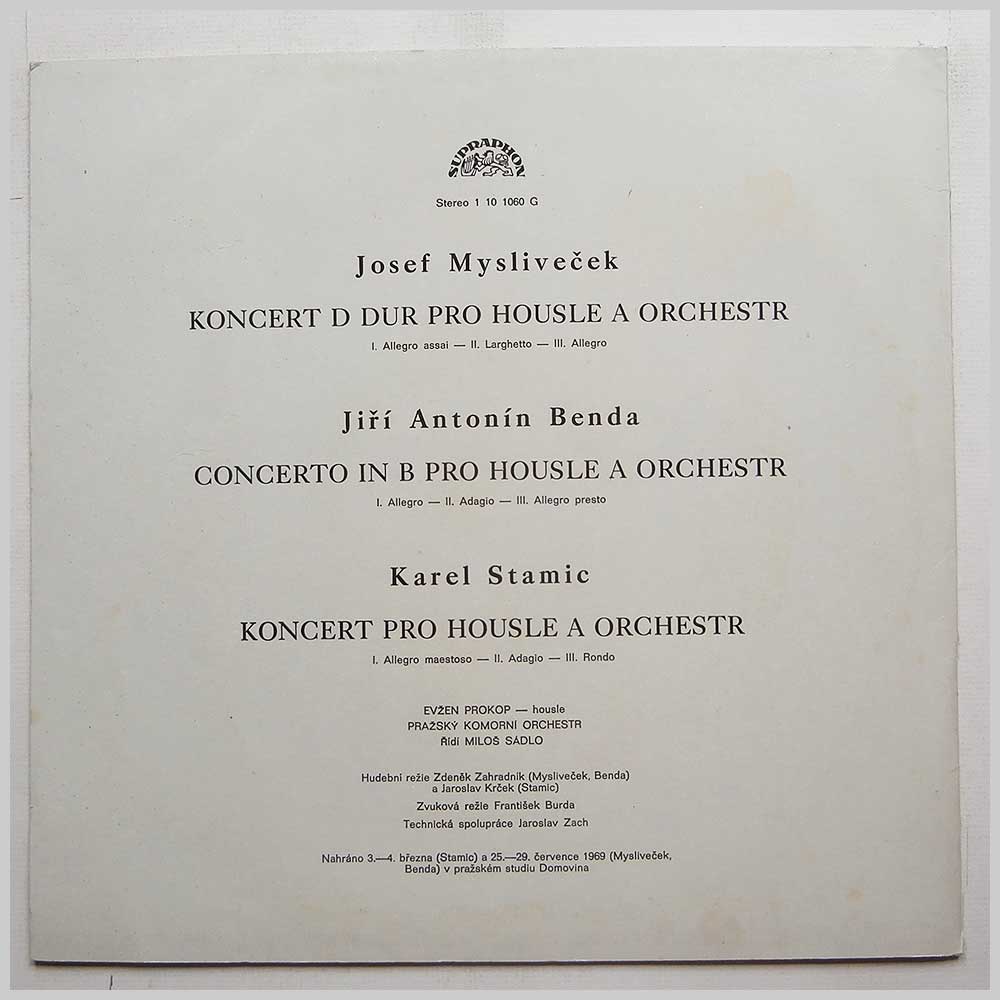 SUPRAPHON
Stereo 1 10 1060 G
Josef Mysliveček
KONCERT D DUR PRO HOUSLE A ORCHESTR
I. Allegro assai — II. Larghetto — III. Allegro
Jiří Antonín Benda
CONCERTO IN B PRO HOUSLE A ORCHESTR
I. Allegro — II. Adagio — III. Allegro presto
Karel Stamic
KONCERT PRO HOUSLE A ORCHESTR
I. Allegro maestoso — II. Adagio — III. Rondo
EVŽEN PROKOP — housle
PRAŽSKÝ KOMORNÍ ORCHESTR
Řídí MILOŠ SÁDLO
Hudební režie Zdeněk Zahradník (Mysliveček, Benda)
a Jaroslav Krček (Stamic)
Zvuková režie František Burda
Technická spolupráce Jaroslav Zach
Nahráno 3.—4. března (Stamic) a 25.—29. července 1969 (Mysliveček,
Benda) v pražském studiu Domovina